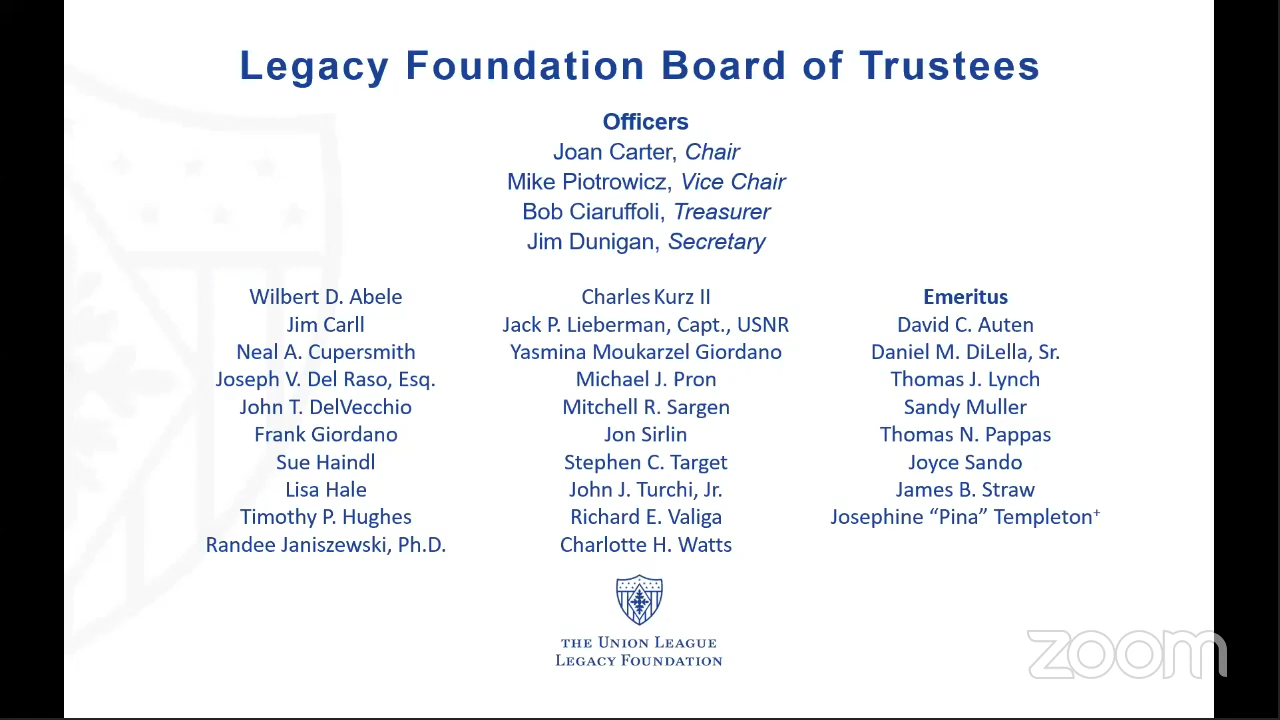 Legacy Foundation Board of Trustees
Officers
Joan Carter, Chair
Mike Piotrowicz, Vice Chair
Bob Ciaruffoli, Treasurer
Jim Dunigan, Secretary
Wilbert D. Abele
Jim Carll
Neal A. Cupersmith
Joseph V. Del Raso, Esq.
John T. DelVecchio
Frank Giordano
Sue Haindl
Lisa Hale
Timothy P. Hughes
Randee Janiszewski, Ph.D.
Charles Kurz II
Jack P. Lieberman, Capt., USNR
Yasmina Moukarzel Giordano
Michael J. Pron
Mitchell R. Sargen
Jon Sirlin
Stephen C. Target
John J. Turchi, Jr.
Richard E. Valiga
Charlotte H. Watts
Emeritus
David C. Auten
Daniel M. DiLella, Sr.
Thomas J. Lynch
Sandy Muller
Thomas N. Pappas
Joyce Sando
James B. Straw
Josephine “Pina” Templeton⁺
THE UNION LEAGUE
LEGACY FOUNDATION
zoom